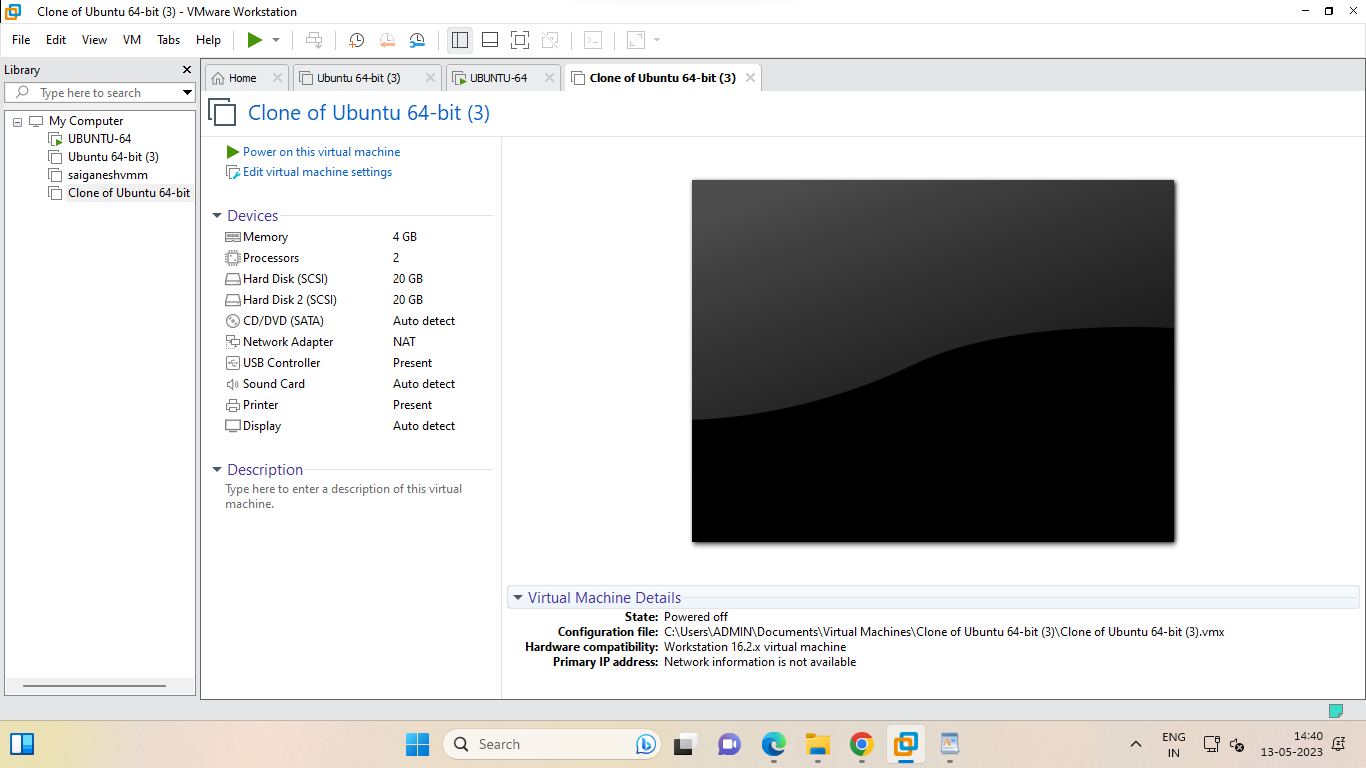 Clone of Ubuntu 64-bit (3) - VMware Workstation
File Edit View VM Tabs Help
Library
Type here to search
My Computer
UBUNTU-64
Ubuntu 64-bit (3)
saiganeshvmm
Clone of Ubuntu 64-bit
Home Ubuntu 64-bit (3) UBUNTU-64 Clone of Ubuntu 64-bit (3)
Clone of Ubuntu 64-bit (3)
Power on this virtual machine
Edit virtual machine settings
Devices
Memory 4 GB
Processors 2
Hard Disk (SCSI) 20 GB
Hard Disk 2 (SCSI) 20 GB
CD/DVD (SATA) Auto detect
Network Adapter NAT
USB Controller Present
Sound Card Auto detect
Printer Present
Display Auto detect
Description
Type here to enter a description of this virtual
machine.
Virtual Machine Details
State: Powered off
Configuration file: C:\Users\ADMIN\Documents\Virtual Machines\Clone of Ubuntu 64-bit (3)\Clone of Ubuntu 64-bit (3).vmx
Hardware compatibility: Workstation 16.2.x virtual machine
Primary IP address: Network information is not available
Search
ENG
IN
14:40
13-05-2023